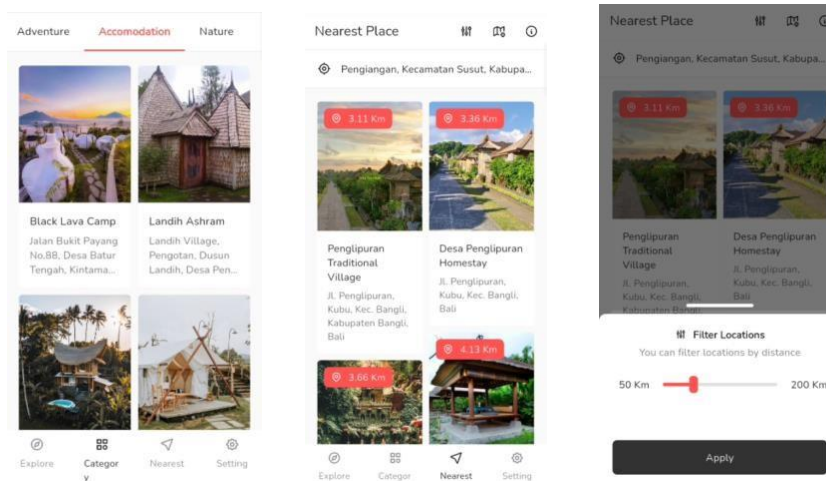 Adventure Accomodation Nature
Black Lava Camp
Jalan Bukit Payang
No.88, Desa Batur
Tengah, Kintama...
Landih Ashram
Landih Village,
Pengotan, Dusun
Landih, Desa Pen...
Explore Categor Nearest Setting
y
Nearest Place
Pengiangan, Kecamatan Susut, Kabupa...
3.11 Km
3.36 Km
Penglipuran
Traditional
Village
Jl. Penglipuran,
Kubu, Kec. Bangli,
Kabupaten Bangli,
Bali
Desa Penglipuran
Homestay
Jl. Penglipuran,
Kubu, Kec. Bangli,
Bali
3.66 Km
4.13 Km
Explore Categor Nearest Setting
Nearest Place
Pengiangan, Kecamatan Susut, Kabupa...
3.11 Km
3.36 Km
Penglipuran
Traditional
Village
Jl. Penglipuran,
Kubu, Kec. Bangli,
Kabupaten Bangli,
Desa Penglipuran
Homestay
Jl. Penglipuran,
Kubu, Kec. Bangli,
Bali
Filter Locations
You can filter locations by distance
50 Km 200 Km
Apply